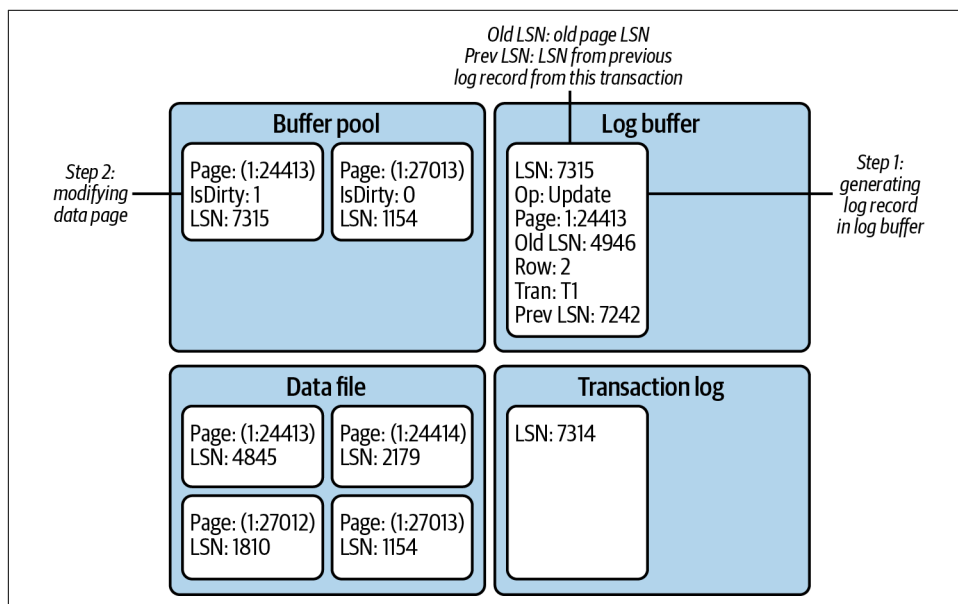 Old LSN: old page LSN
Prev LSN: LSN from previous
log record from this transaction
Buffer pool
Page: (1:24413)
IsDirty: 1
LSN: 7315
Page: (1:27013)
IsDirty: 0
LSN: 1154
Step 2:
modifying
data page
Log buffer
LSN: 7315
Op: Update
Page: 1:24413
Old LSN: 4946
Row: 2
Tran: T1
Prev LSN: 7242
Step 1:
generating
log record
in log buffer
Data file
Page: (1:24413)
LSN: 4845
Page: (1:24414)
LSN: 2179
Page: (1:27012)
LSN: 1810
Page: (1:27013)
LSN: 1154
Transaction log
LSN: 7314